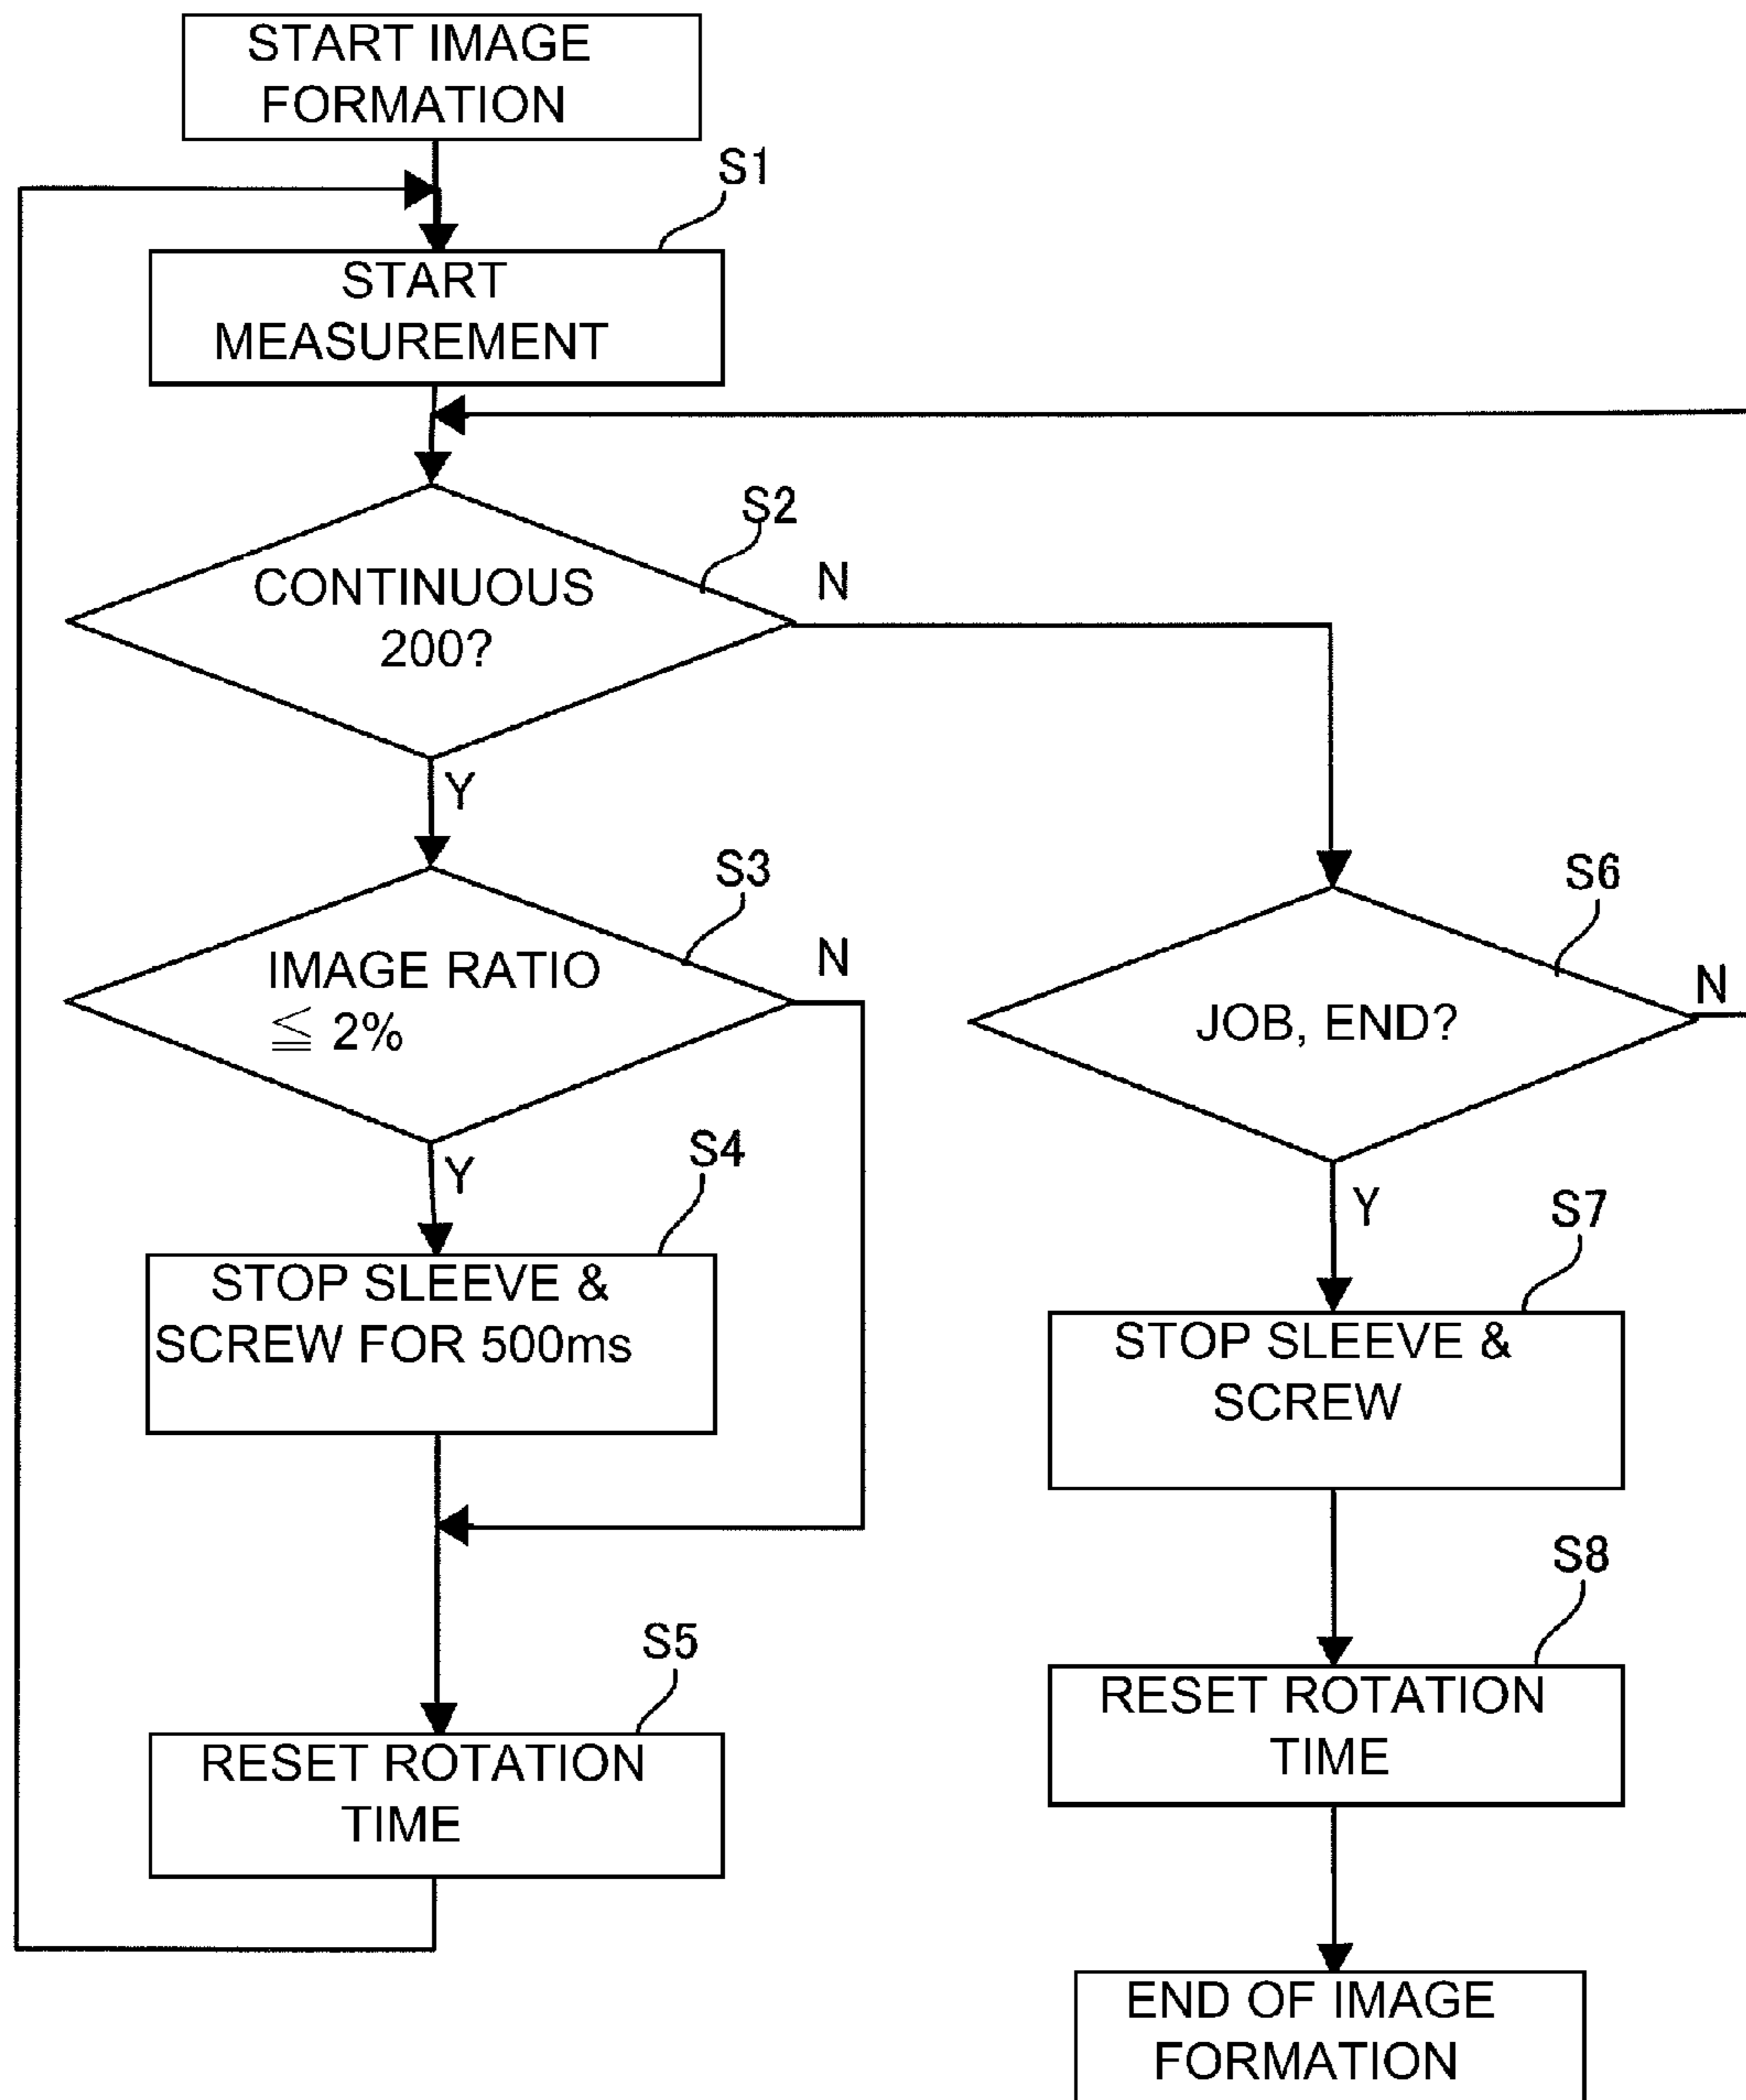 START IMAGE
FORMATION
S1
START
MEASUREMENT
S2
CONTINUOUS
200?
N
Y
S3
IMAGE RATIO
≦ 2%
N
Y
S4
STOP SLEEVE &
SCREW FOR 500ms
S5
RESET ROTATION
TIME
S6
JOB, END?
N
Y
S7
STOP SLEEVE &
SCREW
S8
RESET ROTATION
TIME
END OF IMAGE
FORMATION